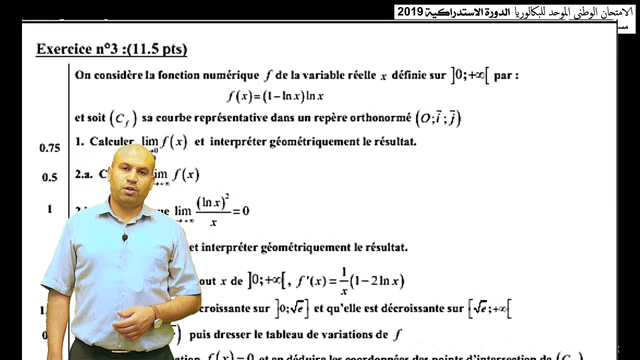 الامتحان الوطني الموحد للبكالوريا الدورة الاستدراكية 2019
Exercice n°3 :(11.5 pts)
On considère la fonction numérique f de la variable réelle x définie sur ]0;+∞[ par :
f(x)=(1−ln x)ln x
et soit (C_f) sa courbe représentative dans un repère orthonormé (O;i⃗;j⃗)
0.75 1. Calculer lim f(x) et interpréter géométriquement le résultat.
0.5 2.a. f(x)
1 que lim (ln x)²/x = 0
et interpréter géométriquement le résultat.
out x de ]0;+∞[ , f'(x)=1/x (1−2ln x)
croissante sur ]0;√e] et qu'elle est décroissante sur [√e;+∞[
puis dresser le tableau de variations de f
f(x)=0 et en déduire les coordonnées des points d'intersection de